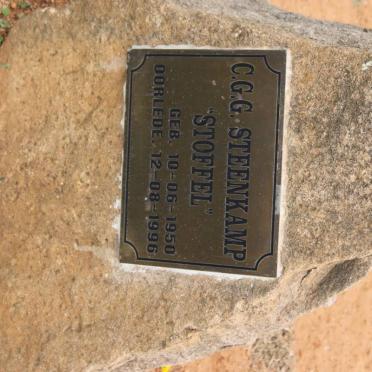 C.G.G. STEENKAMP
"STOFFEL"
GEB. 10-06-1950
OORLEDE. 12-08-1996